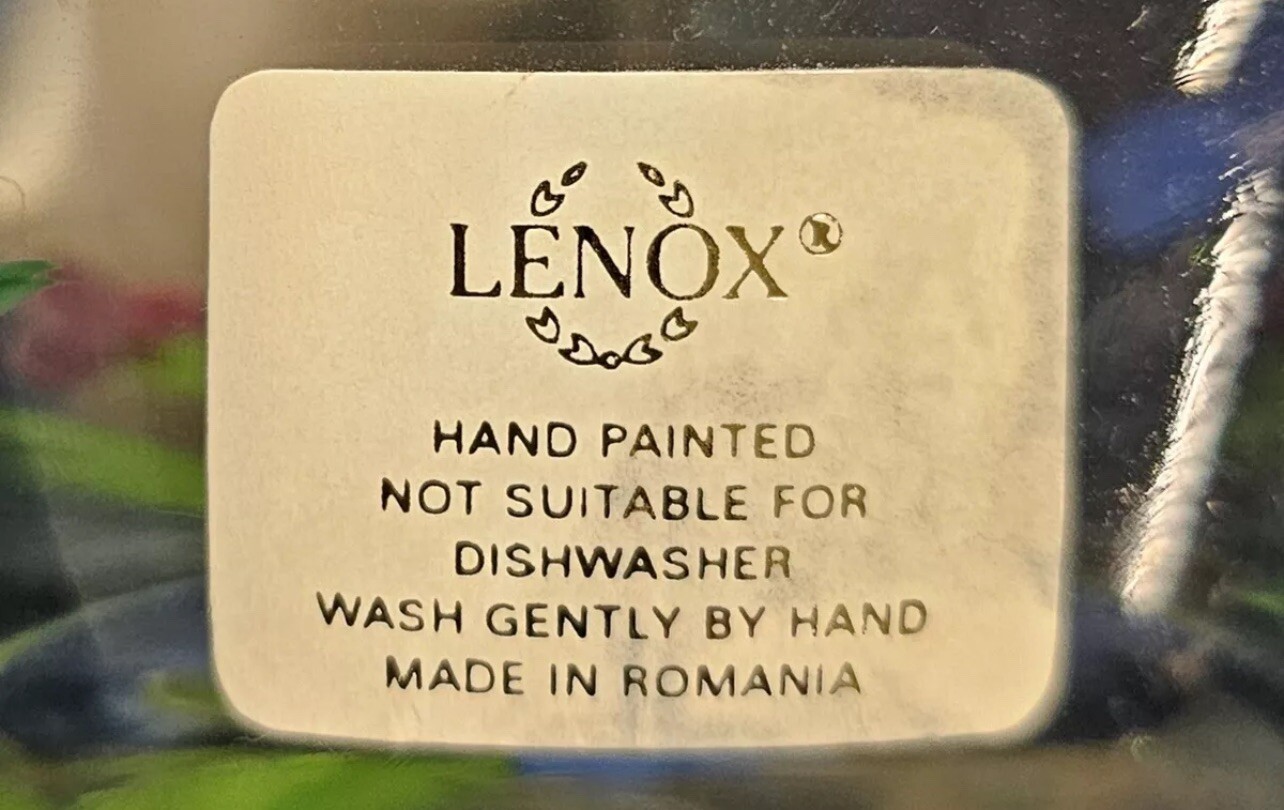 LENOX®
HAND PAINTED
NOT SUITABLE FOR
DISHWASHER
WASH GENTLY BY HAND
MADE IN ROMANIA